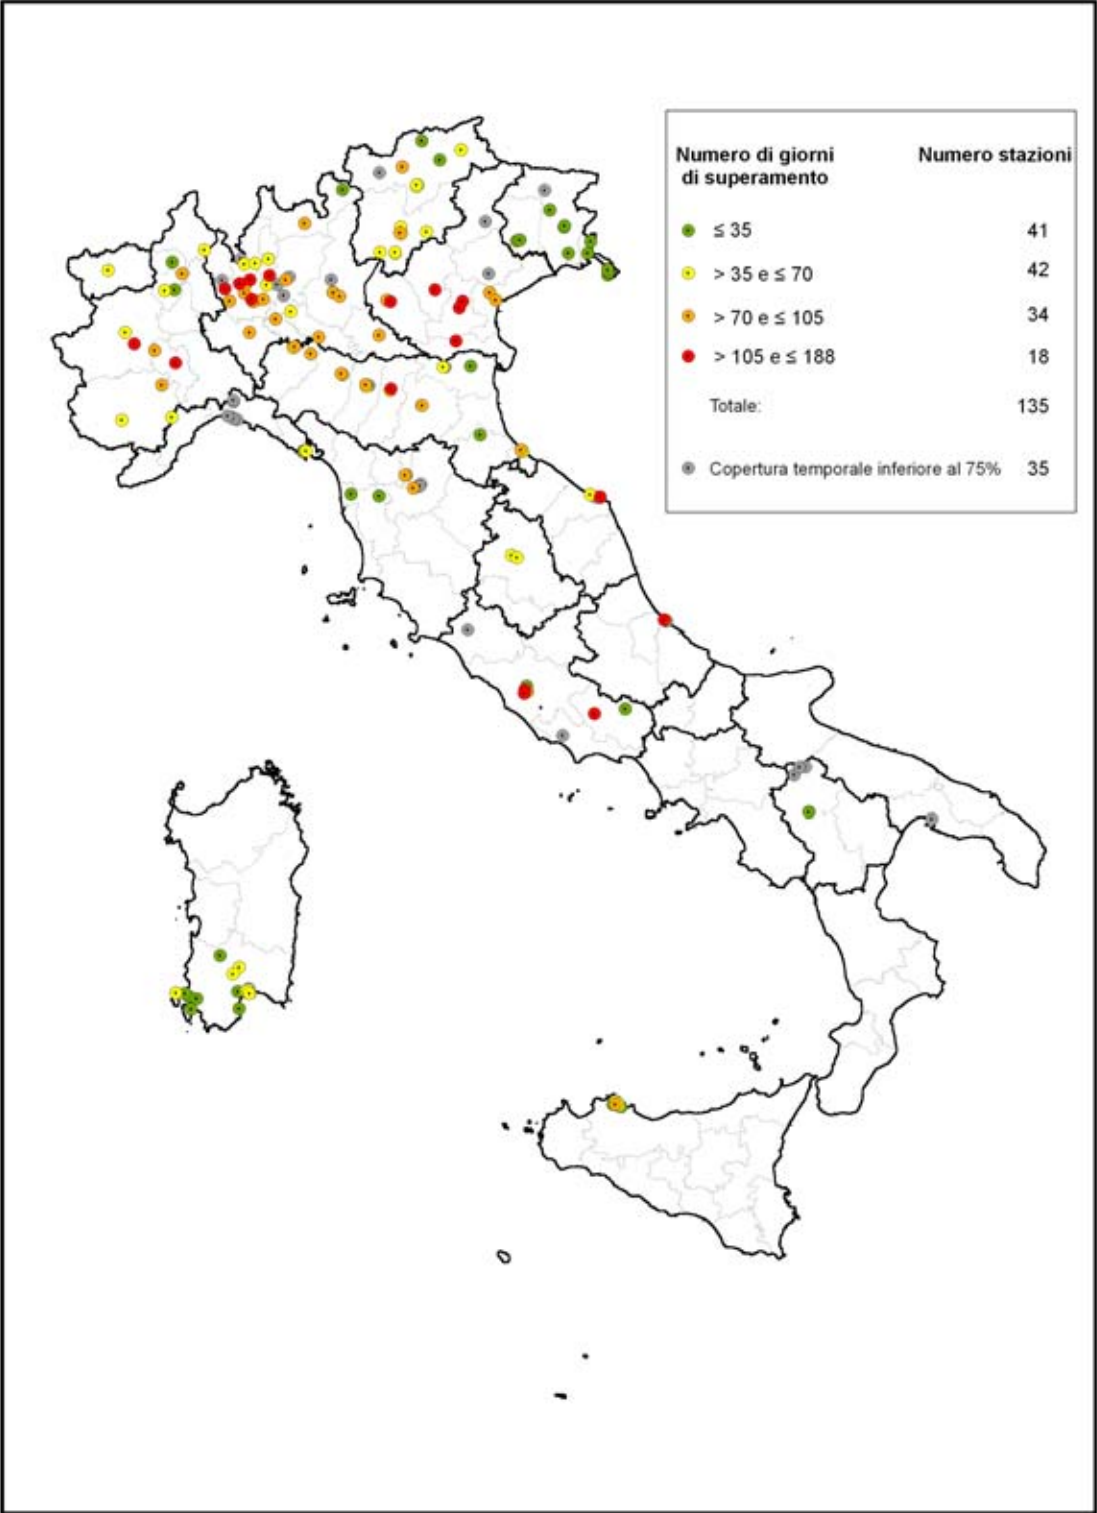 Numero di giorni di superamento Numero stazioni
≤ 35 41
> 35 e ≤ 70 42
> 70 e ≤ 105 34
> 105 e ≤ 188 18
Totale: 135
Copertura temporale inferiore al 75% 35